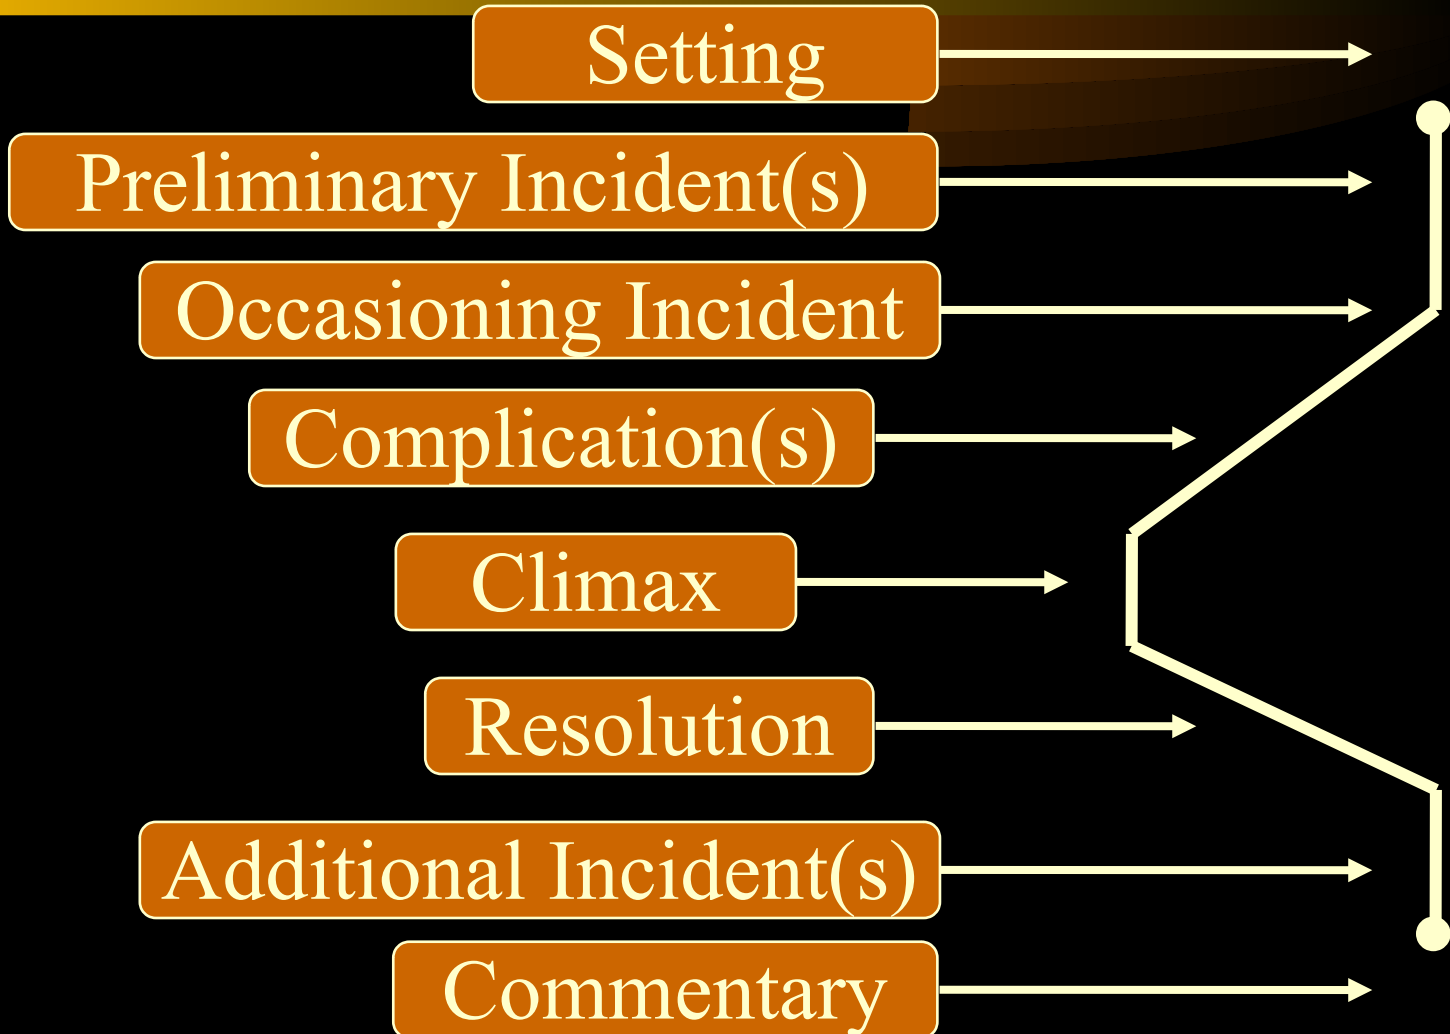 Setting
Preliminary Incident(s)
Occasioning Incident
Complication(s)
Climax
Resolution
Additional Incident(s)
Commentary